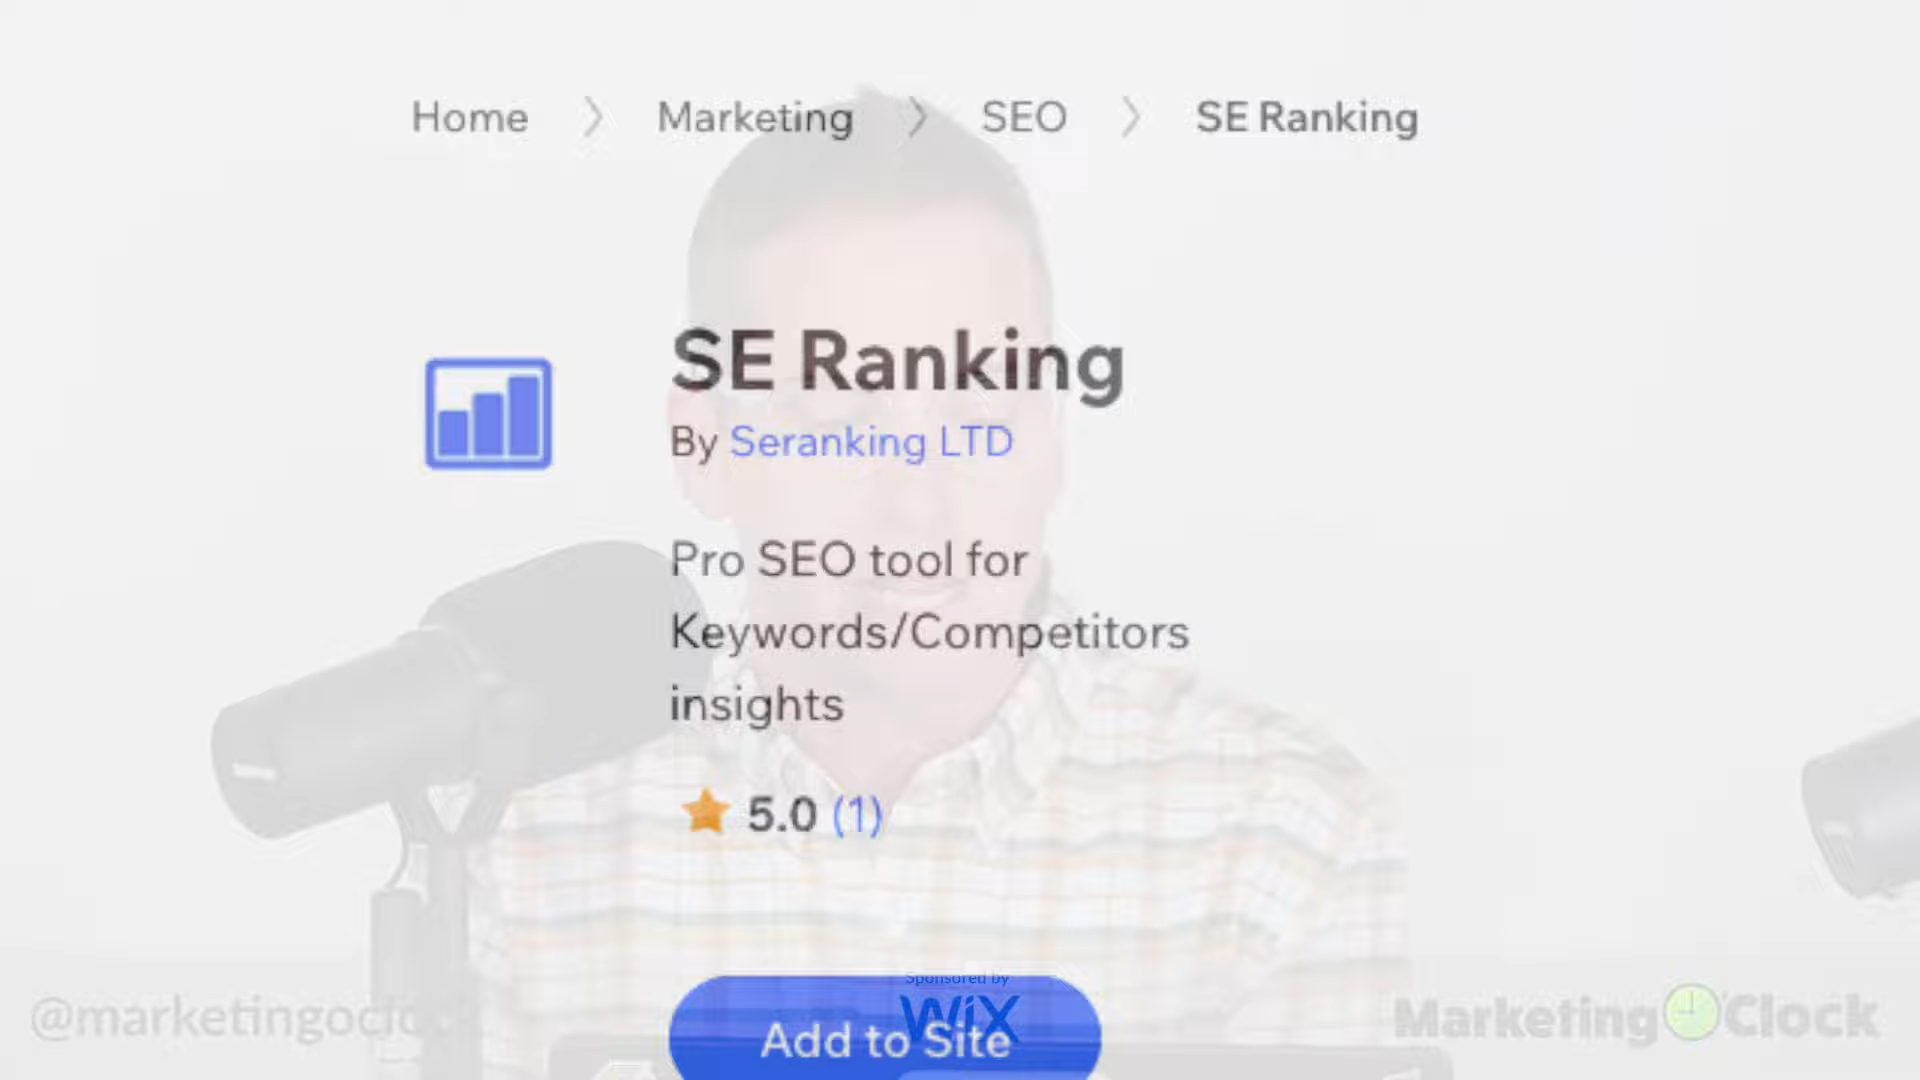 Home > Marketing > SEO > SE Ranking
SE Ranking
By Seranking LTD
Pro SEO tool for
Keywords/Competitors
insights
5.0 (1)
Sponsored by
WiX
Add to Site
@marketingoclo
Marketing Clock